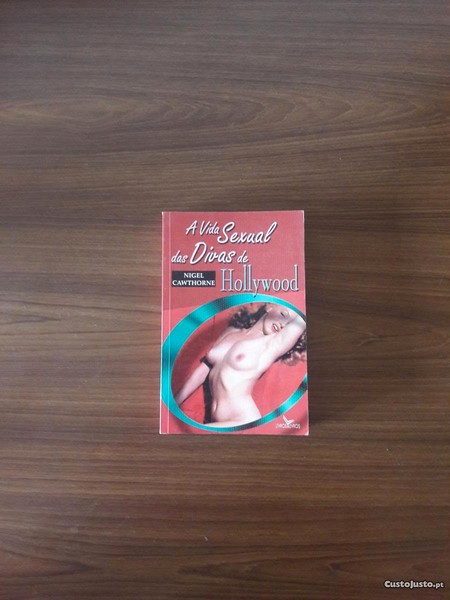 A Vida Sexual
das Divas de
Hollywood
NIGEL
CAWTHORNE
CustoJusto.pt